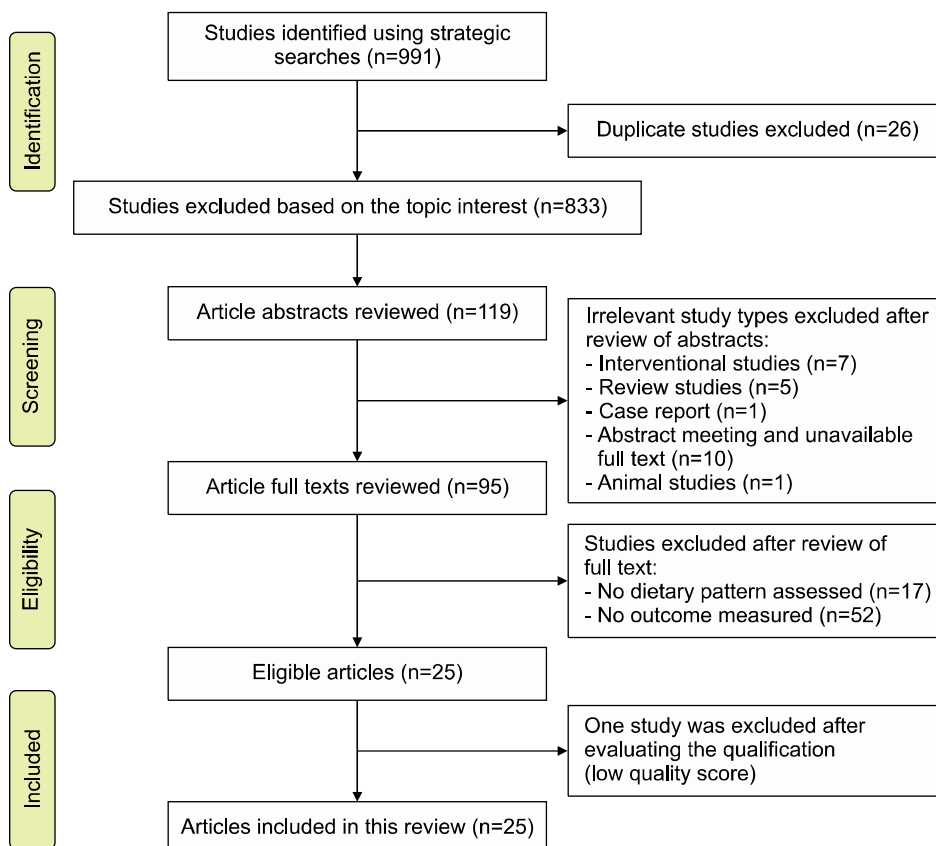 Identification
Studies identified using strategic
searches (n=991)
Duplicate studies excluded (n=26)
Studies excluded based on the topic interest (n=833)
Screening
Article abstracts reviewed (n=119)
Irrelevant study types excluded after
review of abstracts:
- Interventional studies (n=7)
- Review studies (n=5)
- Case report (n=1)
- Abstract meeting and unavailable
full text (n=10)
- Animal studies (n=1)
Article full texts reviewed (n=95)
Eligibility
Studies excluded after review of
full text:
- No dietary pattern assessed (n=17)
- No outcome measured (n=52)
Eligible articles (n=25)
Included
One study was excluded after
evaluating the qualification
(low quality score)
Articles included in this review (n=25)